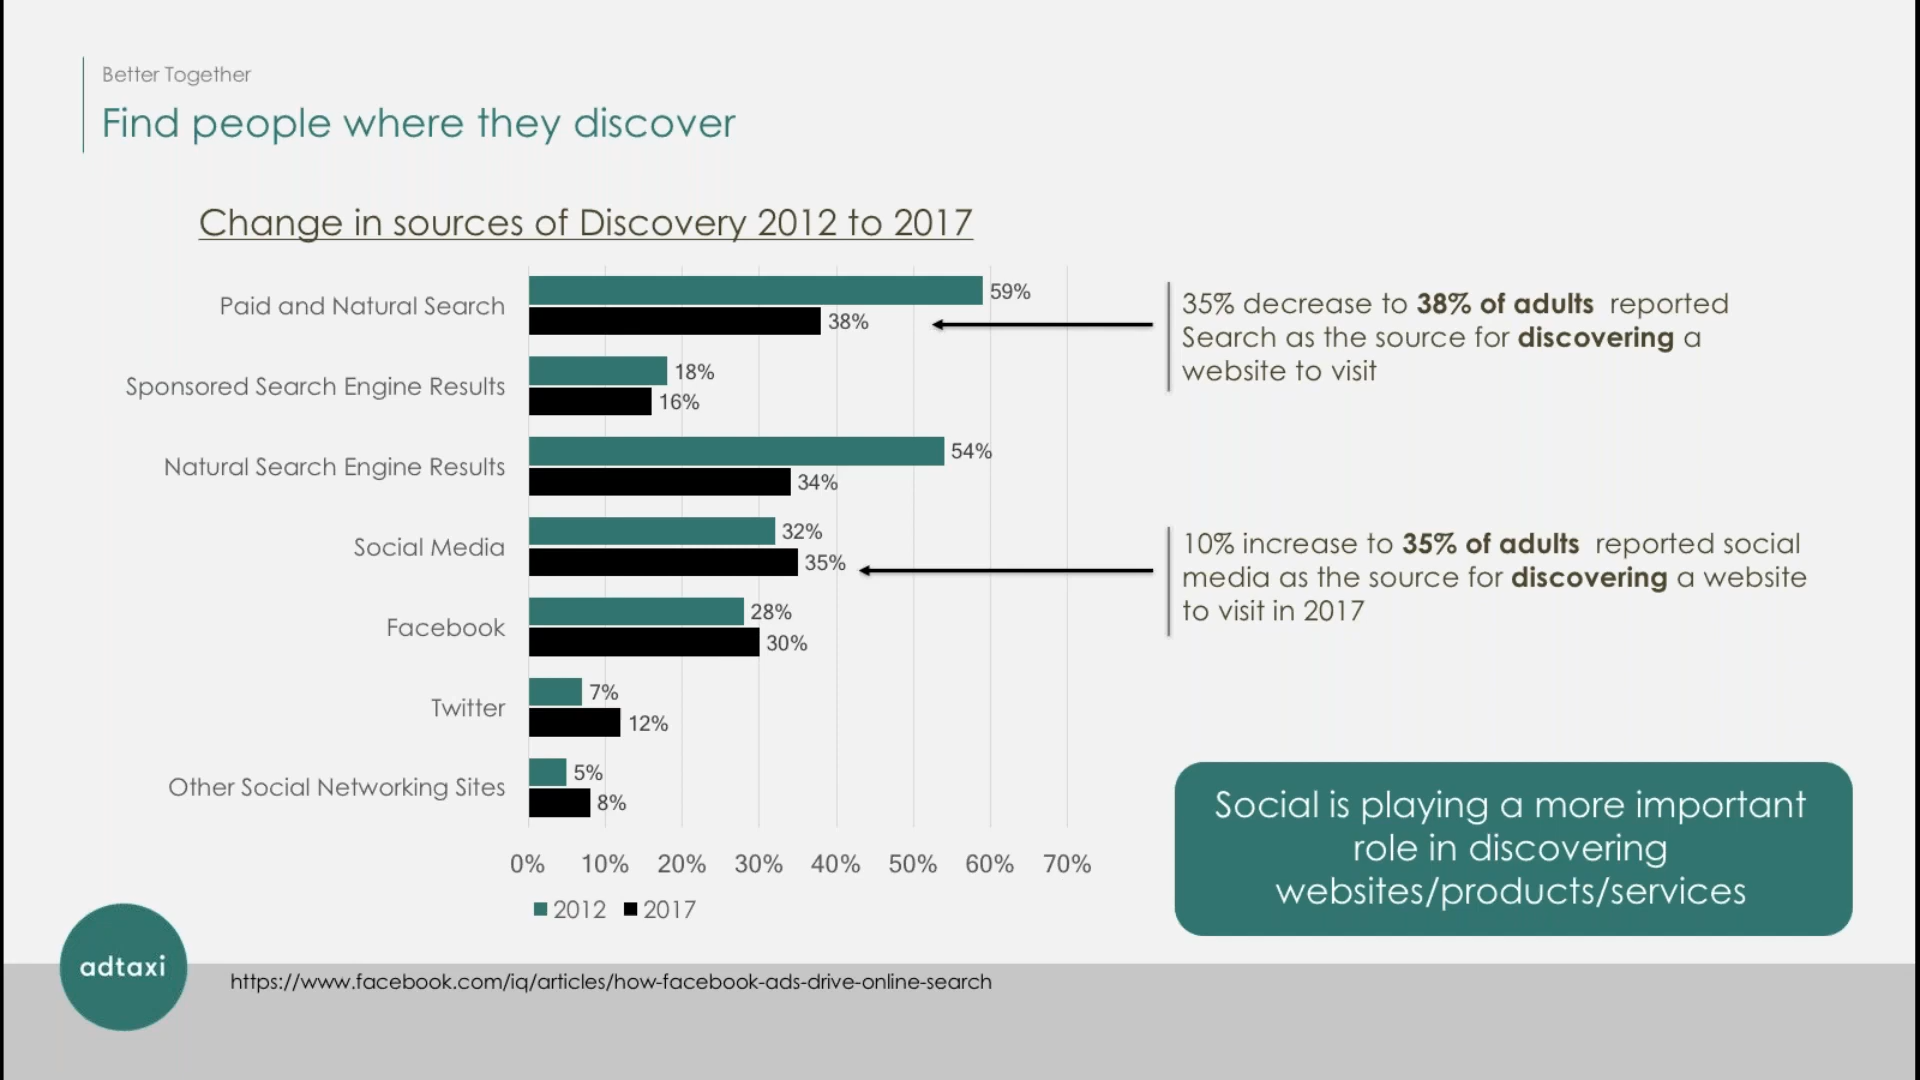 Better Together
Find people where they discover
Change in sources of Discovery 2012 to 2017
Paid and Natural Search
59%
38%
Sponsored Search Engine Results
18%
16%
Natural Search Engine Results
54%
34%
Social Media
32%
35%
Facebook
28%
30%
Twitter
7%
12%
Other Social Networking Sites
5%
8%
0% 10% 20% 30% 40% 50% 60% 70%
2012 2017
35% decrease to 38% of adults reported
Search as the source for discovering a
website to visit
10% increase to 35% of adults reported social
media as the source for discovering a website
to visit in 2017
Social is playing a more important
role in discovering
websites/products/services
adtaxi
https://www.facebook.com/iq/articles/how-facebook-ads-drive-online-search